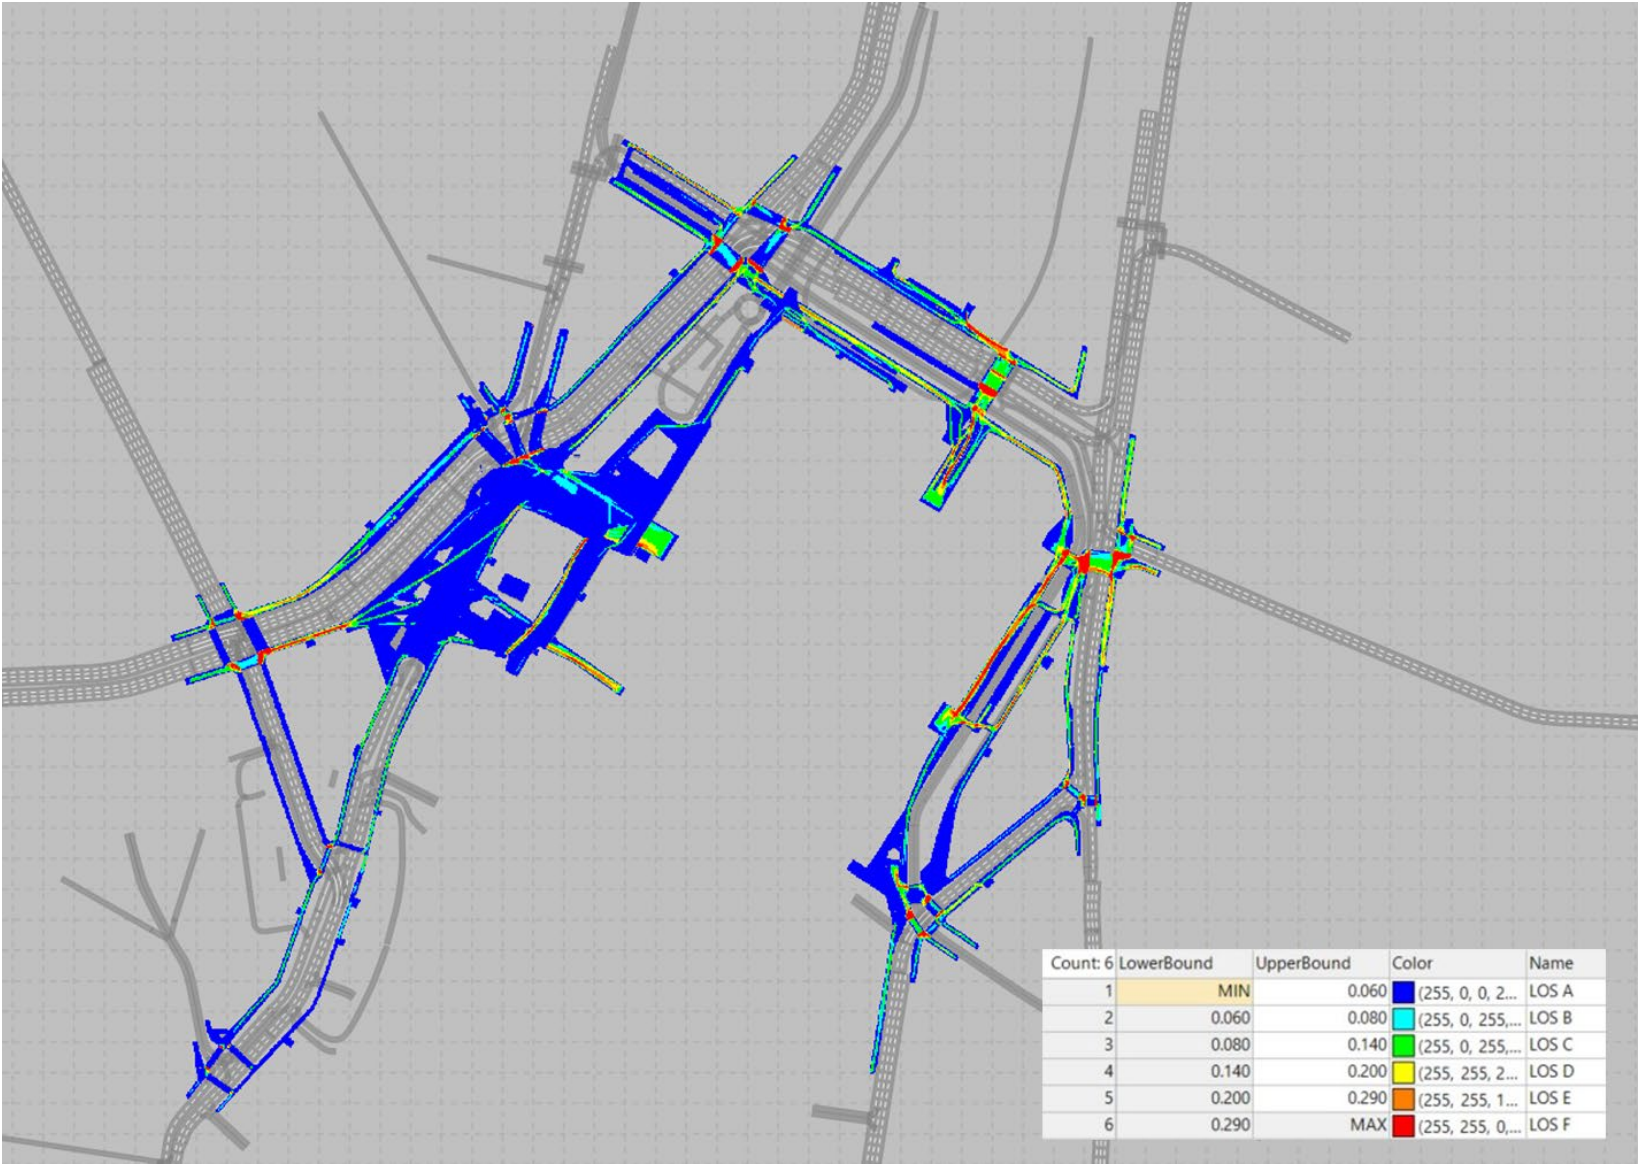 Count: 6 LowerBound UpperBound Color Name
1 MIN 0.060 (255, 0, 0, 2... LOS A
2 0.060 0.080 (255, 0, 255,... LOS B
3 0.080 0.140 (255, 0, 255,... LOS C
4 0.140 0.200 (255, 255, 2... LOS D
5 0.200 0.290 (255, 255, 1... LOS E
6 0.290 MAX (255, 255, 0,... LOS F